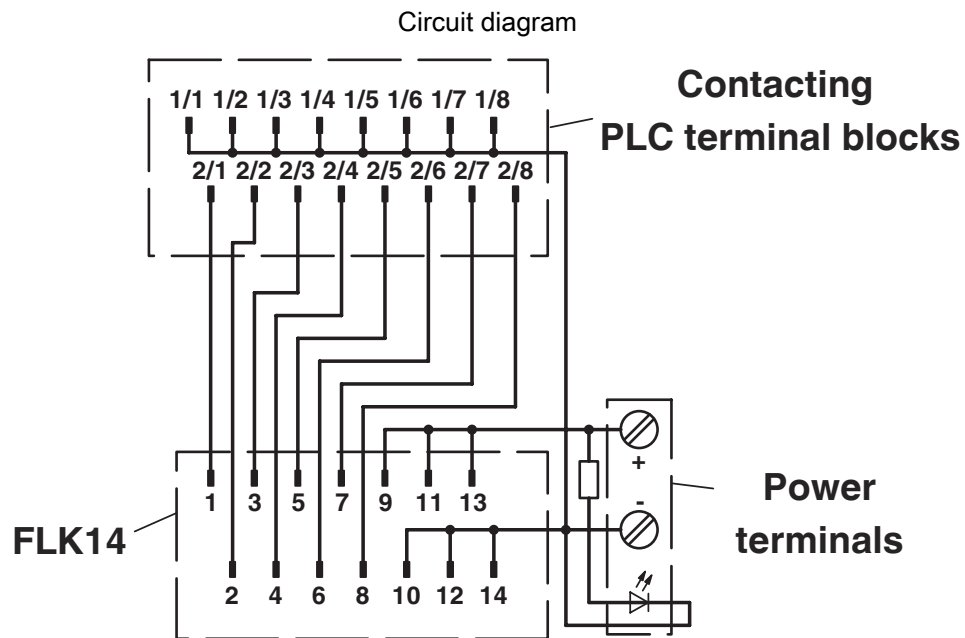 Circuit diagram
Contacting
PLC terminal blocks
1/1 1/2 1/3 1/4 1/5 1/6 1/7 1/8
2/1 2/2 2/3 2/4 2/5 2/6 2/7 2/8
+
-
Power
terminals
FLK14
1 3 5 7 9 11 13
2 4 6 8 10 12 14